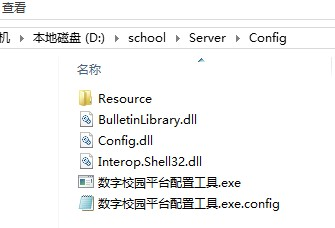 查看
机 本地磁盘 (D:) school Server Config
名称
Resource
BulletinLibrary.dll
Config.dll
Interop.Shell32.dll
数字校园平台配置工具.exe
数字校园平台配置工具.exe.config